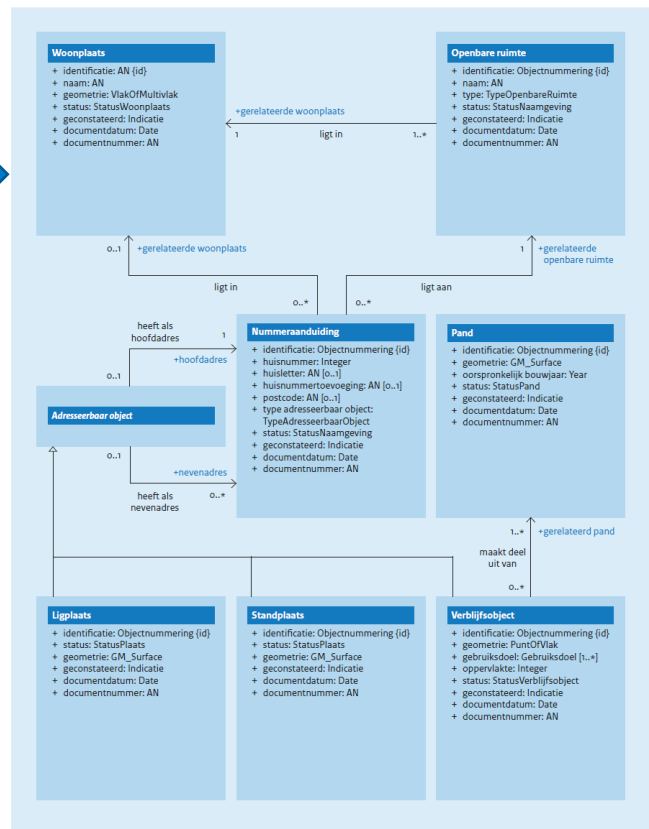 Woonplaats
+ identificatie: AN {id}
+ naam: AN
+ geometrie: VlakOfMultivlak
+ status: StatusWoonplaats
+ geconstateerd: Indicatie
+ documentdatum: Date
+ documentnummer: AN
Openbare ruimte
+ identificatie: Objectnummering {id}
+ naam: AN
+ type: TypeOpenbareRuimte
+ status: StatusNaamgeving
+ geconstateerd: Indicatie
+ documentdatum: Date
+ documentnummer: AN
+gerelateerde woonplaats
1
ligt in
1..*
0..1
+gerelateerde woonplaats
1
+gerelateerde
openbare ruimte
ligt in
ligt aan
0..*
0..*
heeft als
hoofdadres
1
+hoofdadres
0..1
Adresseerbaar object
0..1
+nevenadres
heeft als
nevenadres
0..*
Nummeraanduiding
+ identificatie: Objectnummering {id}
+ huisnummer: Integer
+ huisletter: AN [0..1]
+ huisnummertoevoeging: AN [0..1]
+ postcode: AN [0..1]
+ type adresseerbaar object:
TypeAdresseerbaarObject
+ status: StatusNaamgeving
+ geconstateerd: Indicatie
+ documentdatum: Date
+ documentnummer: AN
Pand
+ identificatie: Objectnummering {id}
+ geometrie: GM_Surface
+ oorspronkelijk bouwjaar: Year
+ status: StatusPand
+ geconstateerd: Indicatie
+ documentdatum: Date
+ documentnummer: AN
1..*
+gerelateerd pand
maakt deel
uit van
0..*
Ligplaats
+ identificatie: Objectnummering {id}
+ status: StatusPlaats
+ geometrie: GM_Surface
+ geconstateerd: Indicatie
+ documentdatum: Date
+ documentnummer: AN
Standplaats
+ identificatie: Objectnummering {id}
+ status: StatusPlaats
+ geometrie: GM_Surface
+ geconstateerd: Indicatie
+ documentdatum: Date
+ documentnummer: AN
Verblijfsobject
+ identificatie: Objectnummering {id}
+ geometrie: PuntOfVlak
+ gebruiksdoel: Gebruiksdoel [1..*]
+ oppervlakte: Integer
+ status: StatusVerblijfsobject
+ geconstateerd: Indicatie
+ documentdatum: Date
+ documentnummer: AN